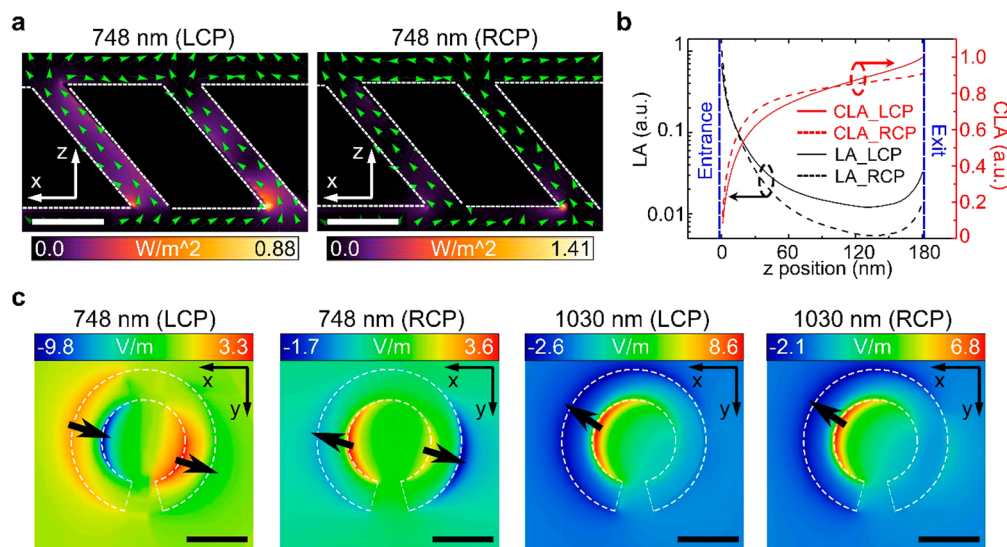 a
748 nm (LCP)
748 nm (RCP)
z
x
z
x
0.0 W/m^2 0.88
0.0 W/m^2 1.41
b
1
0.1
0.01
LA (a.u.)
Entrance
CLA_LCP
CLA_RCP
LA_LCP
LA_RCP
Exit
1.0
0.8
0.6
0.4
0.2
0
CLA (a.u.)
0 60 120 180
z position (nm)
c
748 nm (LCP)
-9.8 V/m 3.3
x
y
748 nm (RCP)
-1.7 V/m 3.6
x
y
1030 nm (LCP)
-2.6 V/m 8.6
x
y
1030 nm (RCP)
-2.1 V/m 6.8
x
y